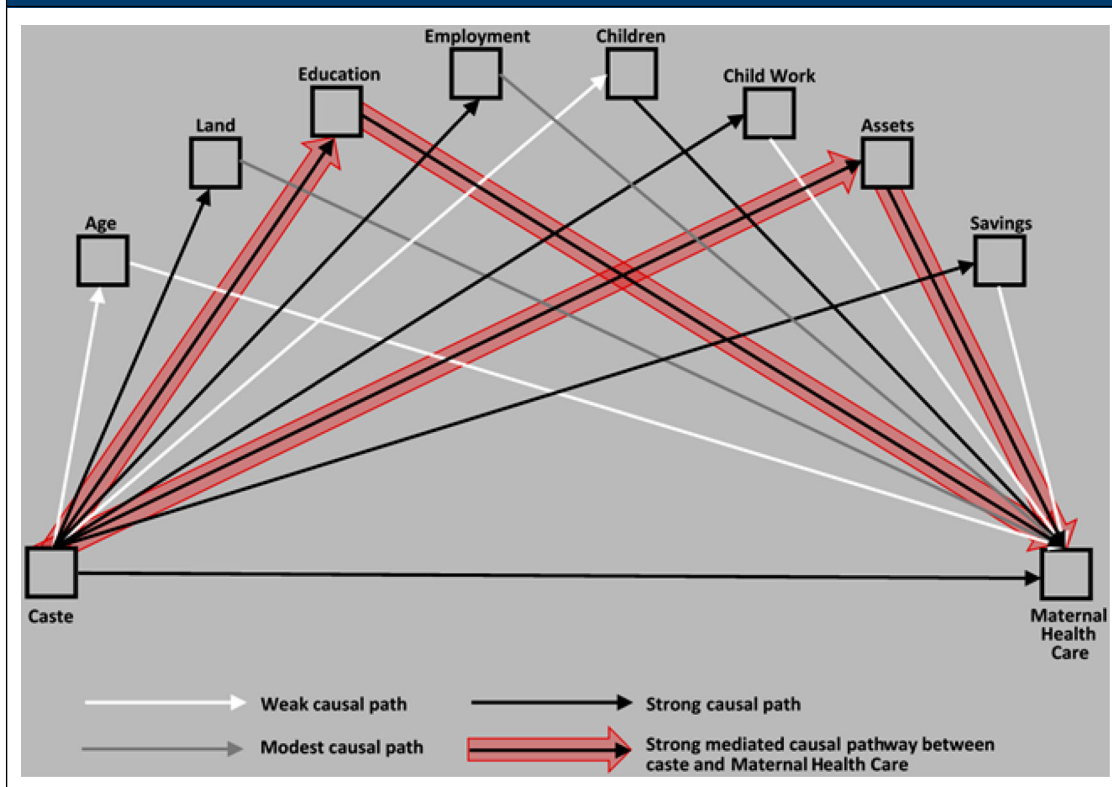 Employment
Children
Education
Child Work
Land
Assets
Age
Savings
Caste
Maternal
Health
Care
Weak causal path
Strong causal path
Modest causal path
Strong mediated causal pathway between
caste and Maternal Health Care